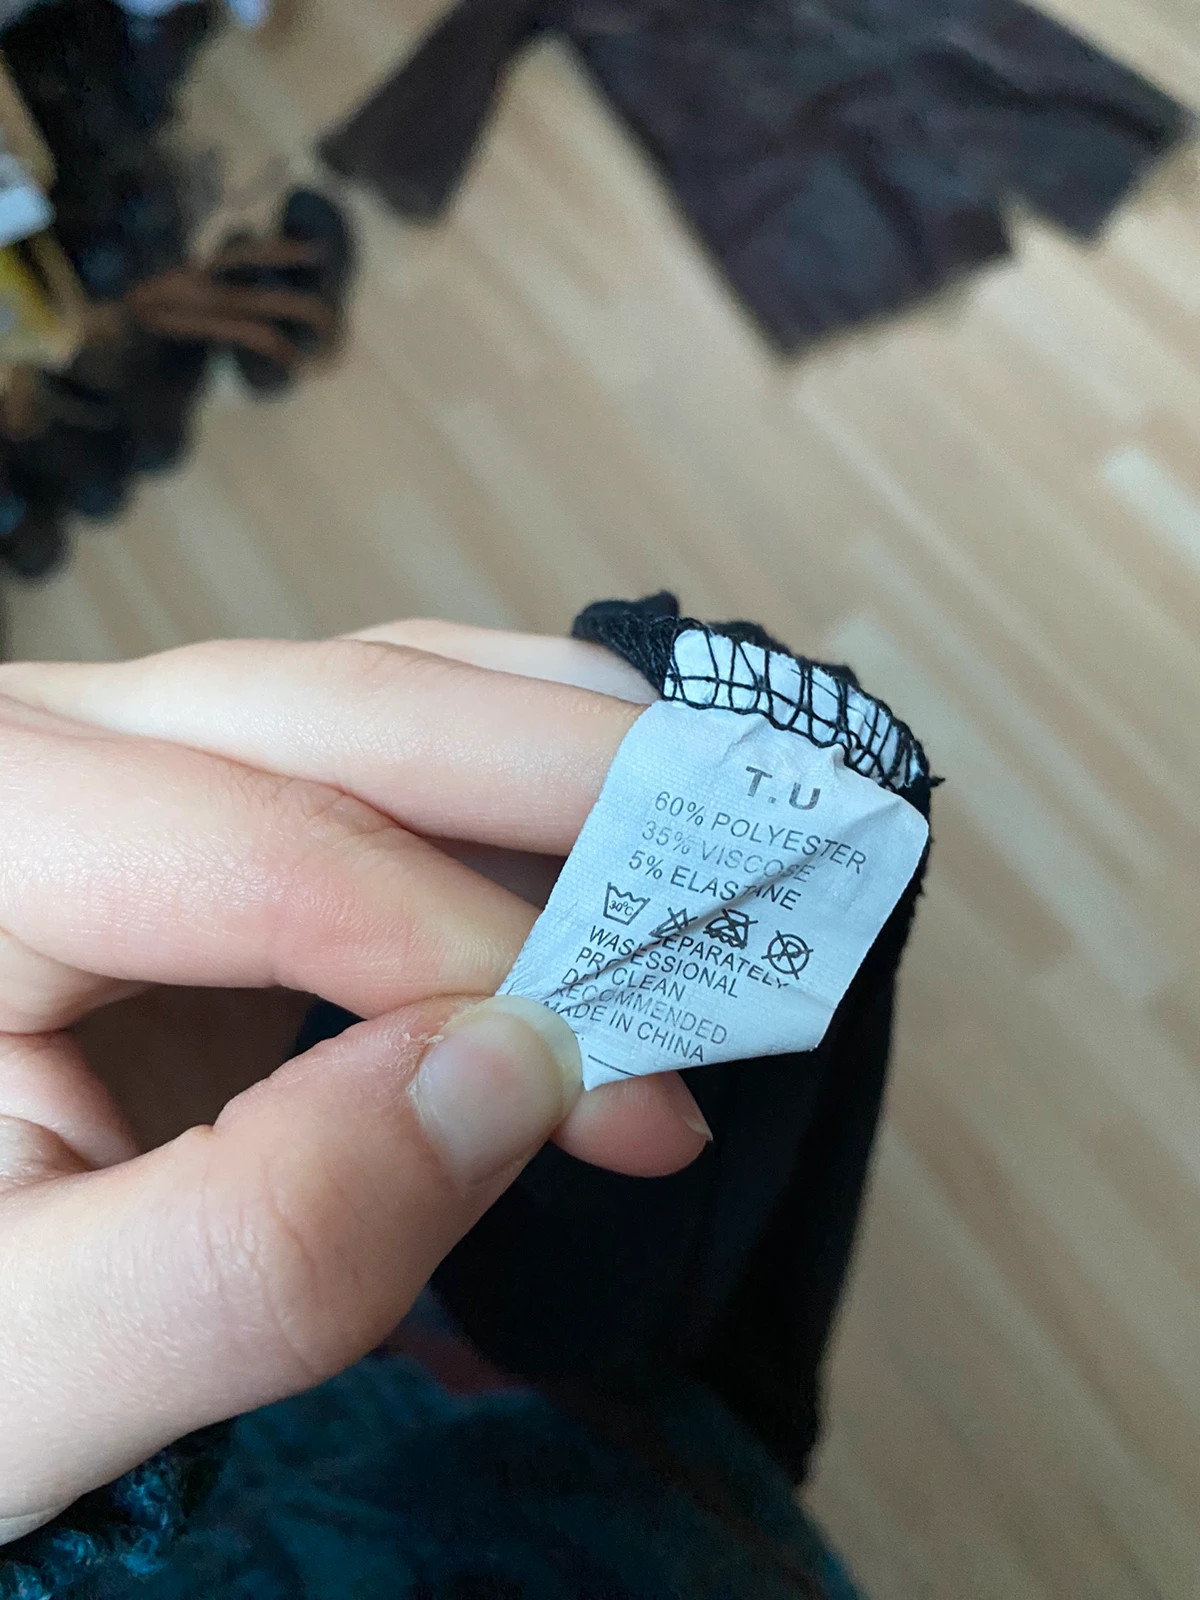 T.U
60% POLYESTER
35% VISCOSE
5% ELASTANE
30°C
P
WASH SEPARATELY
PROFESSIONAL
DRY CLEAN
RECOMMENDED
MADE IN CHINA